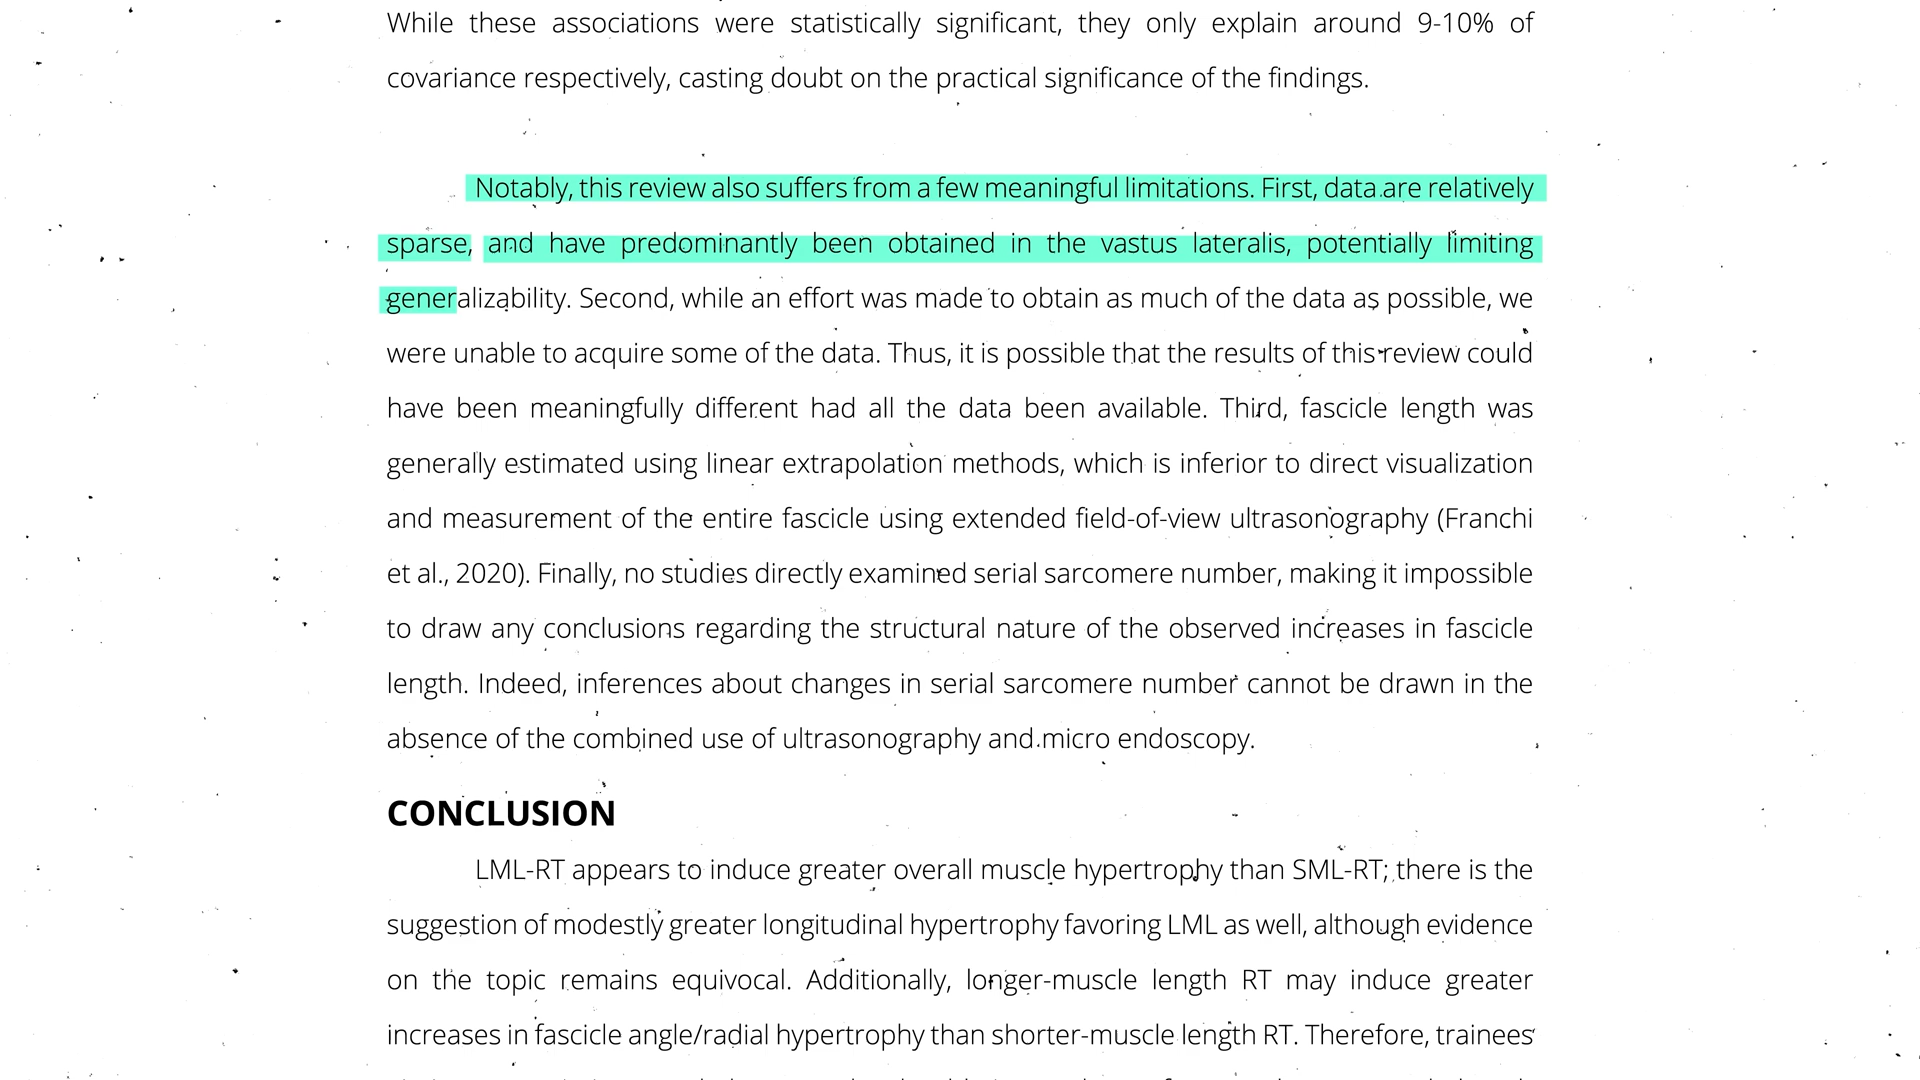 While these associations were statistically significant, they only explain around 9-10% of
covariance respectively, casting doubt on the practical significance of the findings.
Notably, this review also suffers from a few meaningful limitations. First, data are relatively
sparse, and have predominantly been obtained in the vastus lateralis, potentially limiting
generalizability. Second, while an effort was made to obtain as much of the data as possible, we
were unable to acquire some of the data. Thus, it is possible that the results of this review could
have been meaningfully different had all the data been available. Third, fascicle length was
generally estimated using linear extrapolation methods, which is inferior to direct visualization
and measurement of the entire fascicle using extended field-of-view ultrasonography (Franchi
et al., 2020). Finally, no studies directly examined serial sarcomere number, making it impossible
to draw any conclusions regarding the structural nature of the observed increases in fascicle
length. Indeed, inferences about changes in serial sarcomere number cannot be drawn in the
absence of the combined use of ultrasonography and micro endoscopy.
CONCLUSION
LML-RT appears to induce greater overall muscle hypertrophy than SML-RT; there is the
suggestion of modestly greater longitudinal hypertrophy favoring LML as well, although evidence
on the topic remains equivocal. Additionally, longer-muscle length RT may induce greater
increases in fascicle angle/radial hypertrophy than shorter-muscle length RT. Therefore, trainees